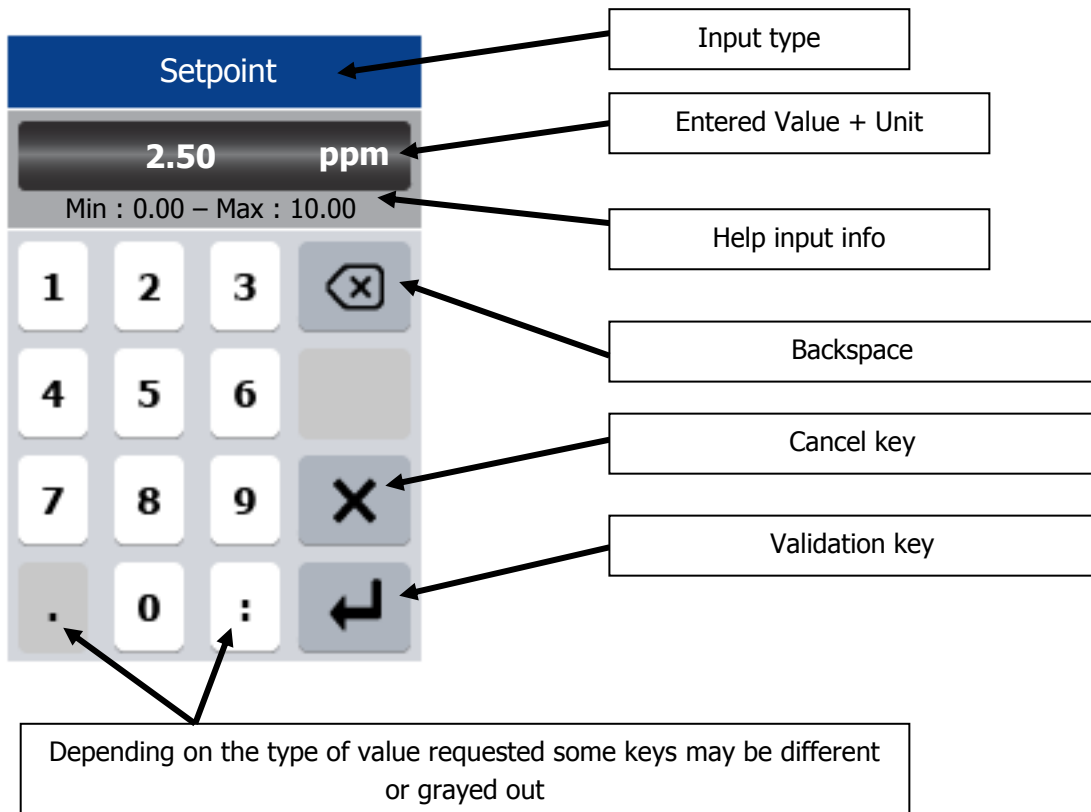 Input type
Setpoint
Entered Value + Unit
2.50 ppm
Min : 0.00 – Max : 10.00
Help input info
1 2 3
Backspace
4 5 6
Cancel key
7 8 9
Validation key
. 0 :
Depending on the type of value requested some keys may be different
or grayed out